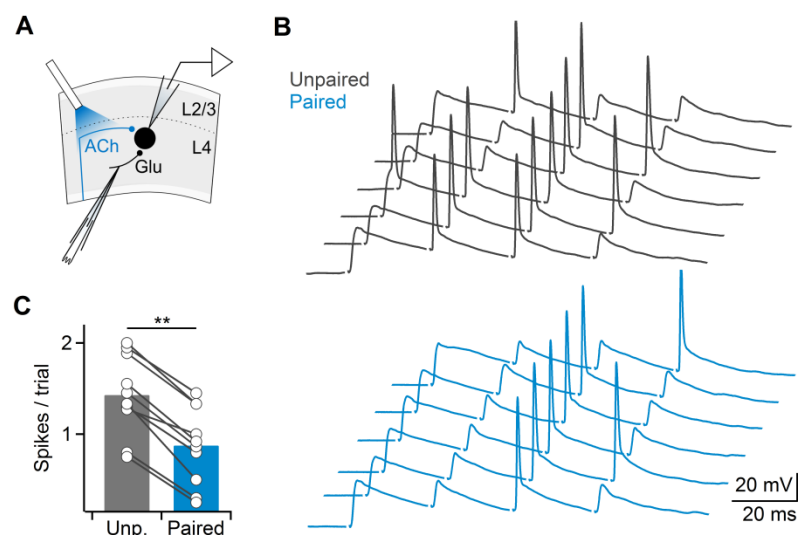 A
L2/3
L4
ACh
Glu
B
Unpaired
Paired
20 mV
20 ms
C
**
2
1
Spikes / trial
Unp.
Paired